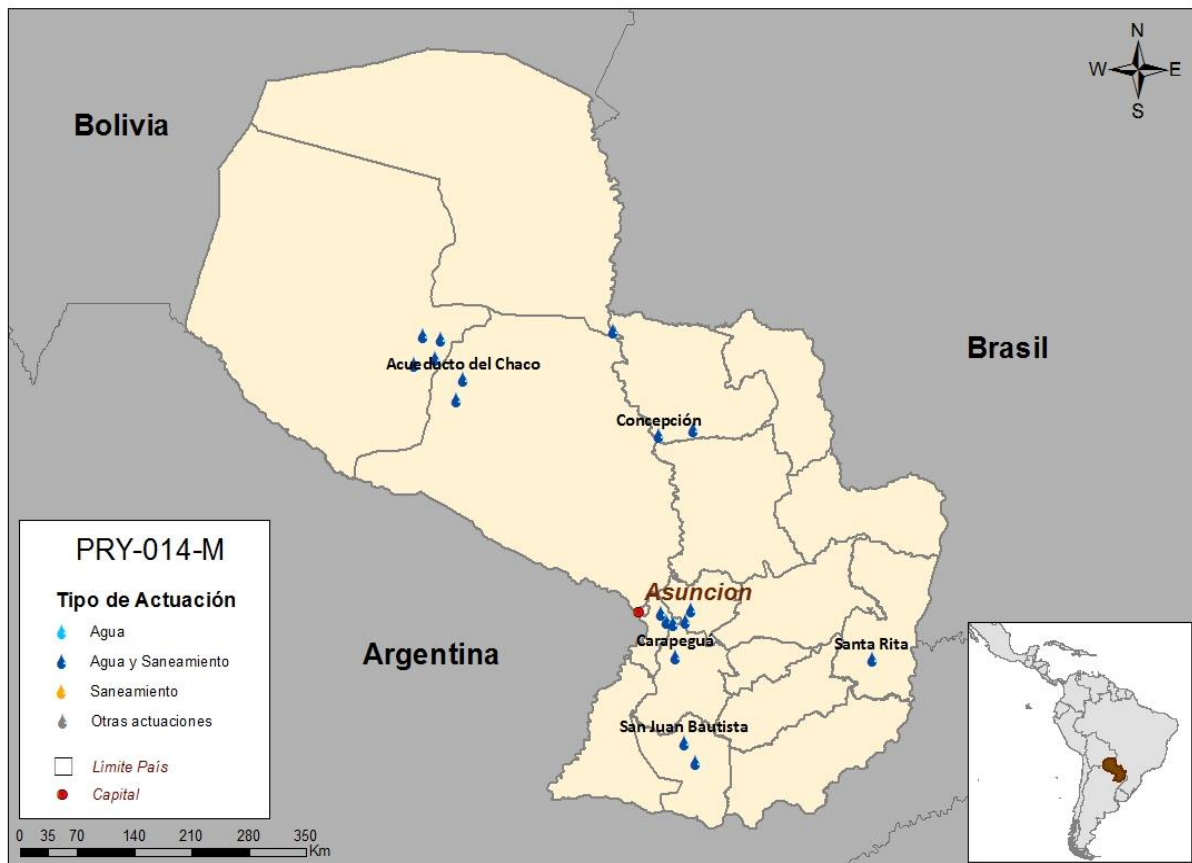 N
W E
S
Bolivia
Brasil
Acueducto del Chaco
Concepción
Asuncion
Carapeguá
Santa Rita
Argentina
San Juan Bautista
PRY-014-M
Tipo de Actuación
Agua
Agua y Saneamiento
Saneamiento
Otras actuaciones
Límite País
Capital
0 35 70 140 210 280 350
Km